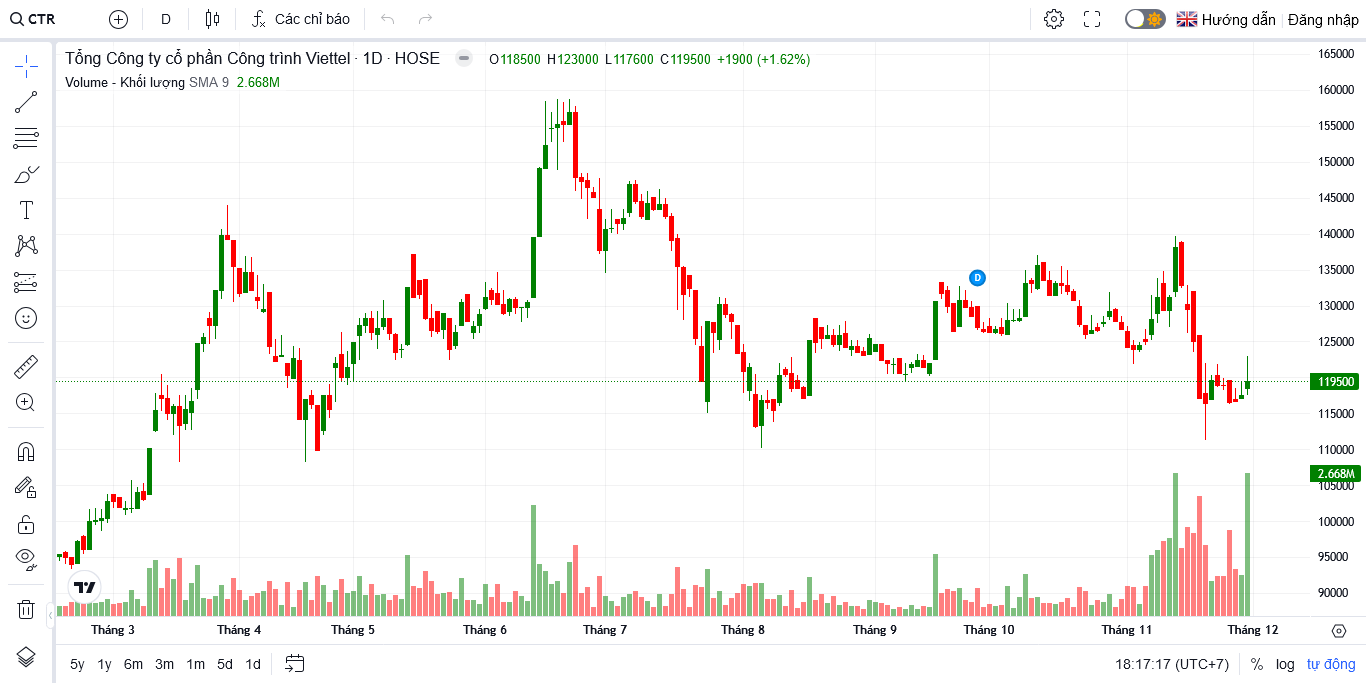 CTR D Các chỉ báo Hướng dẫn Đăng nhập
Tổng Công ty cổ phần Công trình Viettel · 1D · HOSE O118500 H123000 L117600 C119500 +1900 (+1.62%)
Volume - Khối lượng SMA 9 2.668M
D
165000
160000
155000
150000
145000
140000
135000
130000
125000
119500
115000
110000
2.668M
105000
100000
95000
90000
Tháng 3 Tháng 4 Tháng 5 Tháng 6 Tháng 7 Tháng 8 Tháng 9 Tháng 10 Tháng 11 Tháng 12
5y 1y 6m 3m 1m 5d 1d 18:17:17 (UTC+7) % log tự động